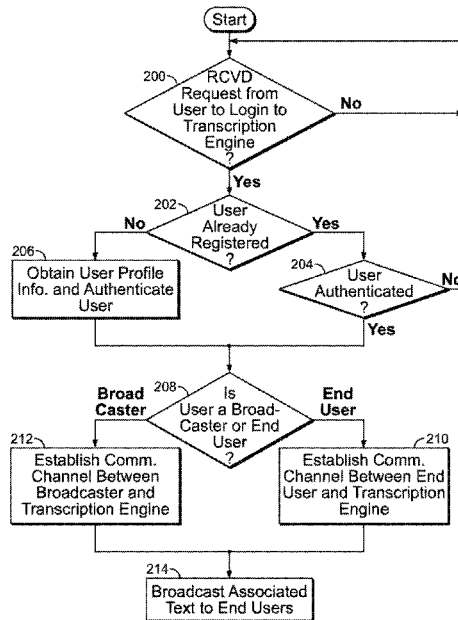 Start
200
RCVD
Request from
User to Login to
Transcription
Engine
?
No
Yes
202
User
Already
Registered
?
No
Yes
206
Obtain User Profile
Info. and Authenticate
User
204
User
Authenticated
?
No
Yes
208
Is
User a Broad-
Caster or End
User
?
Broad
Caster
End
User
212
Establish Comm.
Channel Between
Broadcaster and
Transcription Engine
210
Establish Comm.
Channel Between End
User and Transcription
Engine
214
Broadcast Associated
Text to End Users